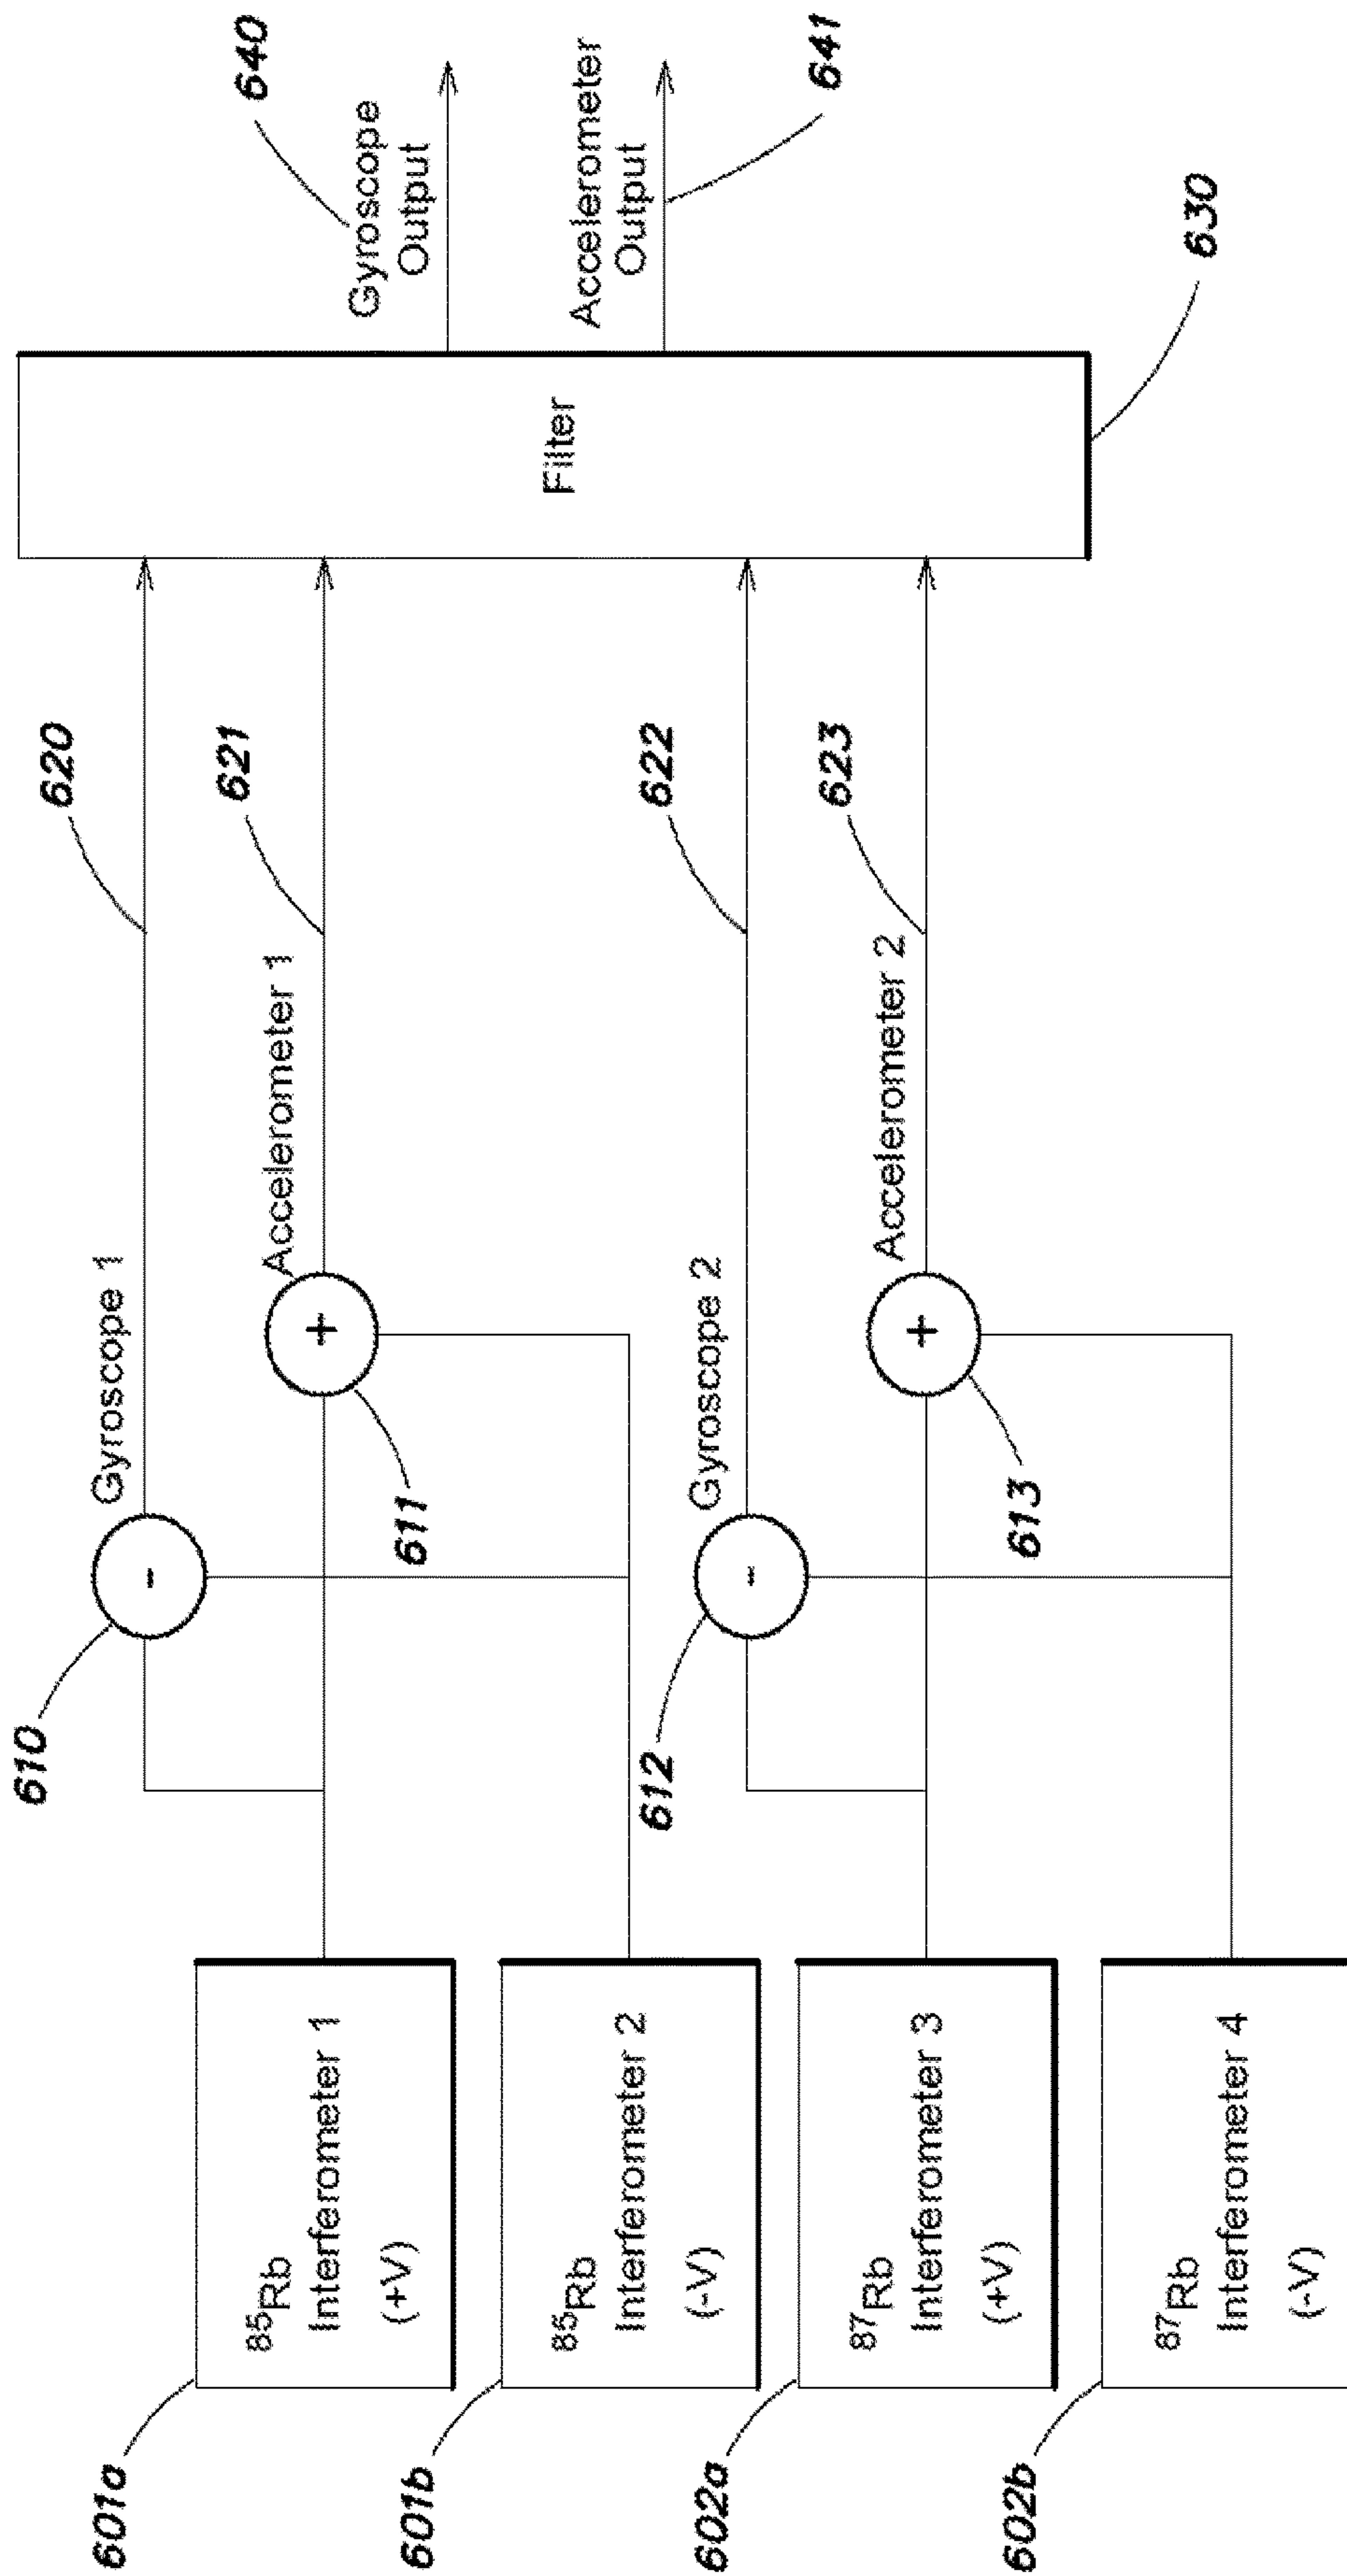 601a
85Rb
Interferometer 1
(+V)
601b
85Rb
Interferometer 2
(-V)
602a
87Rb
Interferometer 3
(+V)
602b
87Rb
Interferometer 4
(-V)
610
-
Gyroscope 1
620
611
+
Accelerometer 1
621
612
-
Gyroscope 2
622
613
+
Accelerometer 2
623
Filter
630
Gyroscope
Output
640
Accelerometer
Output
641